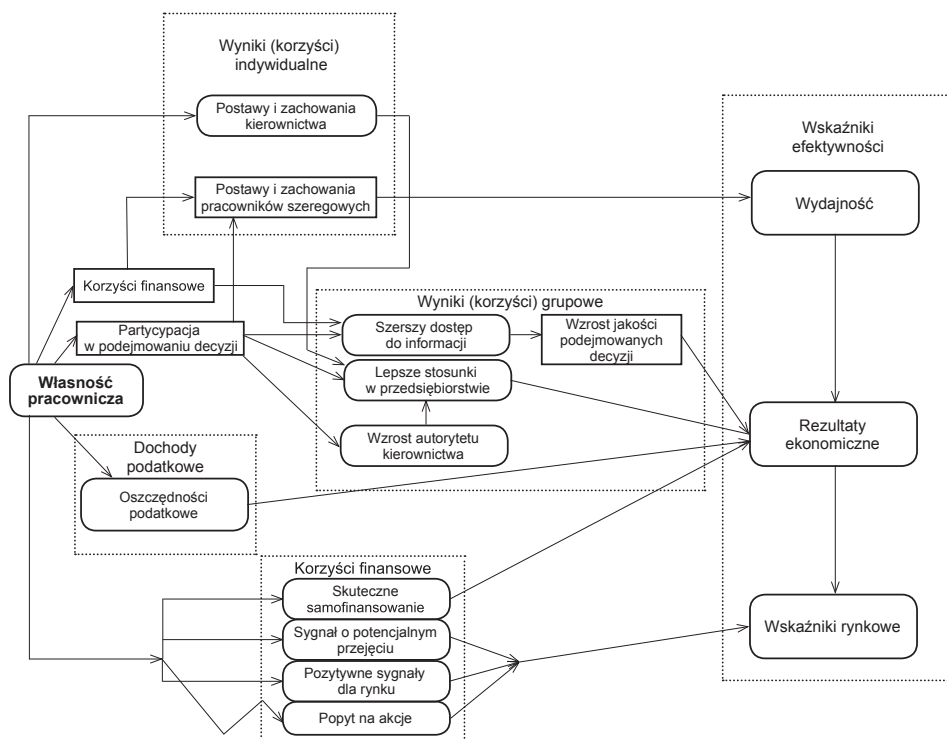 Wyniki (korzyści)
indywidualne
Postawy i zachowania
kierownictwa
Postawy i zachowania
pracowników szeregowych
Wskaźniki
efektywności
Wydajność
Korzyści finansowe
Partycypacja
w podejmowaniu decyzji
Własność
pracownicza
Wyniki (korzyści) grupowe
Szerszy dostęp
do informacji
Wzrost jakości
podejmowanych
decyzji
Lepsze stosunki
w przedsiębiorstwie
Wzrost autorytetu
kierownictwa
Rezultaty
ekonomiczne
Dochody
podatkowe
Oszczędności
podatkowe
Korzyści finansowe
Skuteczne
samofinansowanie
Sygnał o potencjalnym
przejęciu
Pozytywne sygnały
dla rynku
Popyt na akcje
Wskaźniki rynkowe